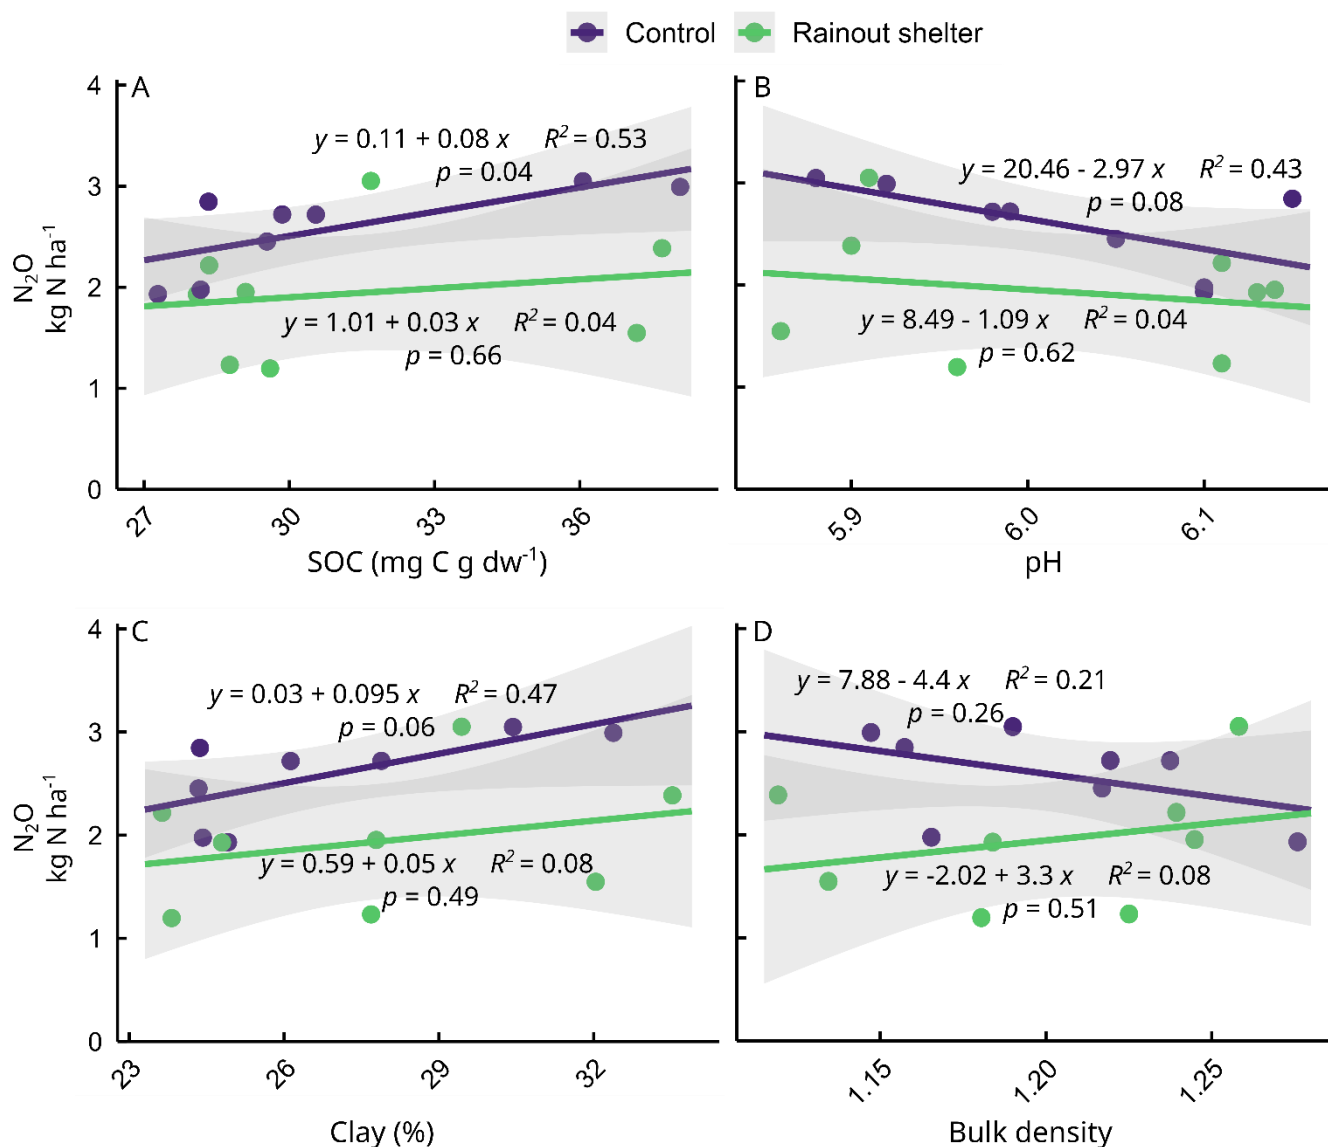 Control Rainout shelter
A
4
3
2
1
0
N₂O
kg N ha⁻¹
y = 0.11 + 0.08 x R² = 0.53
p = 0.04
y = 1.01 + 0.03 x R² = 0.04
p = 0.66
27 30 33 36
SOC (mg C g dw⁻¹)
B
y = 20.46 - 2.97 x R² = 0.43
p = 0.08
y = 8.49 - 1.09 x R² = 0.04
p = 0.62
5.9 6.0 6.1
pH
C
4
3
2
1
0
N₂O
kg N ha⁻¹
y = 0.03 + 0.095 x R² = 0.47
p = 0.06
y = 0.59 + 0.05 x R² = 0.08
p = 0.49
23 26 29 32
Clay (%)
D
y = 7.88 - 4.4 x R² = 0.21
p = 0.26
y = -2.02 + 3.3 x R² = 0.08
p = 0.51
1.15 1.20 1.25
Bulk density